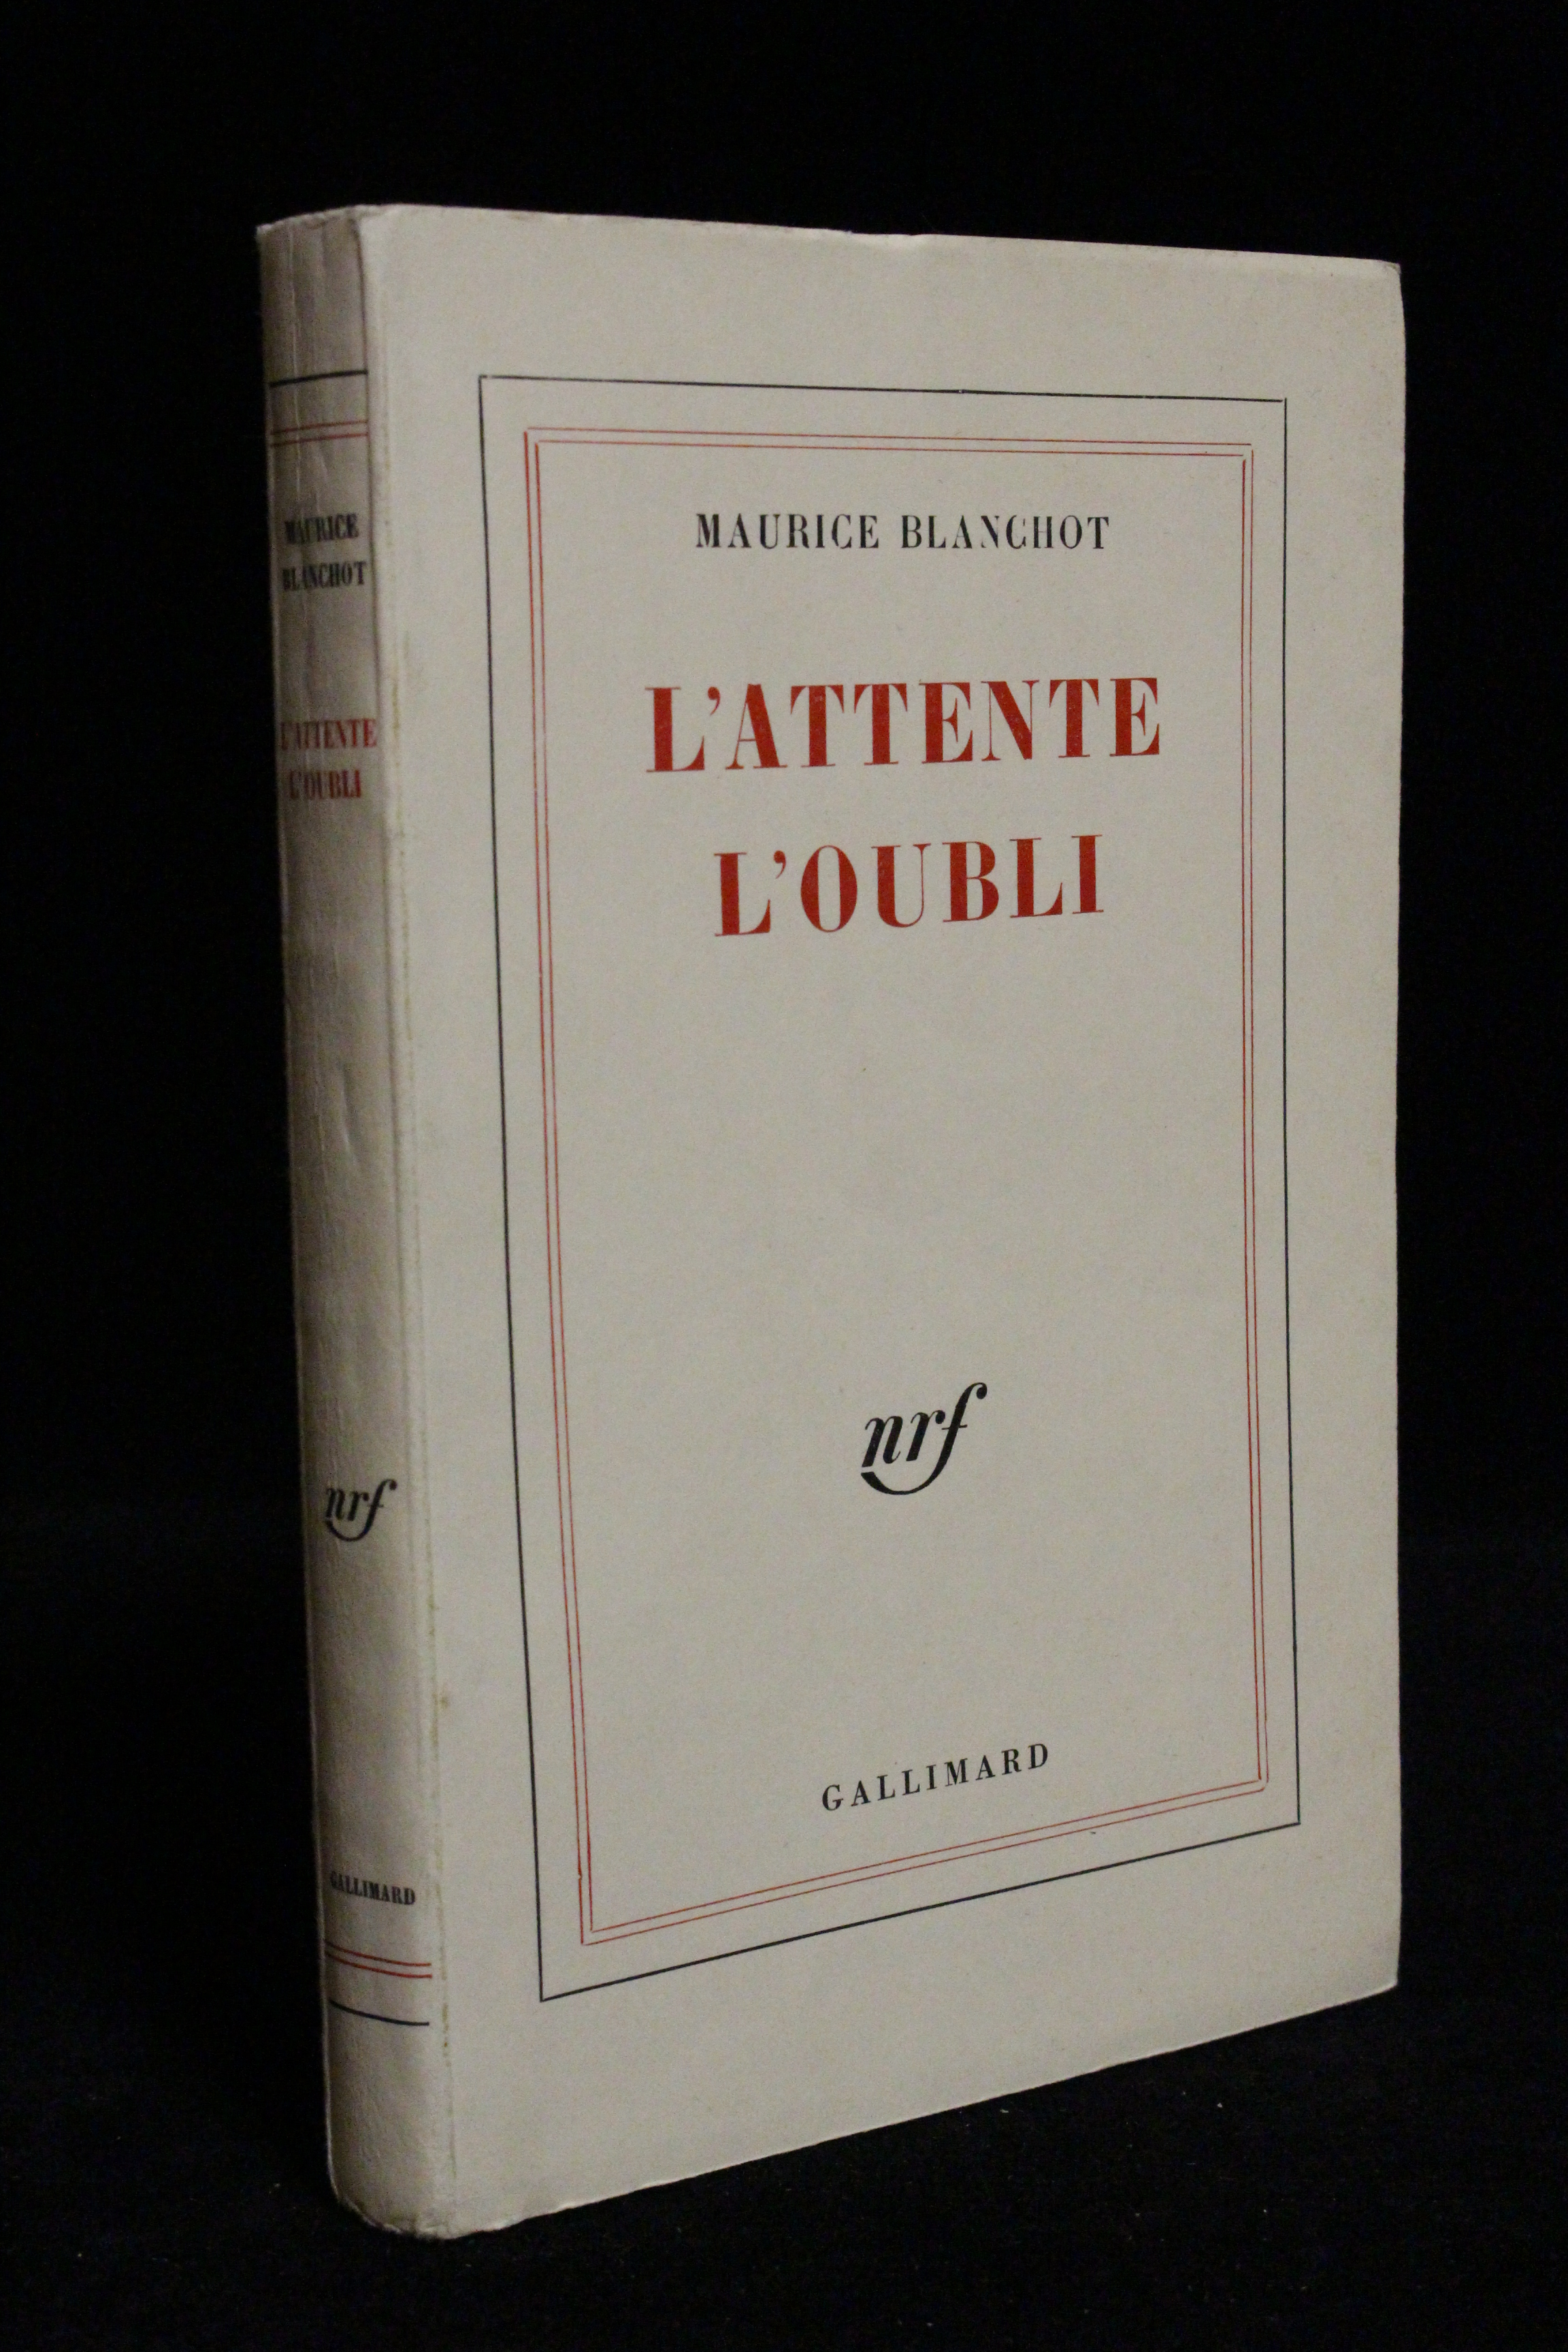 MAURICE
BLANCHOT
L'ATTENTE
L'OUBLI
nrf
GALLIMARD
MAURICE BLANCHOT
L'ATTENTE
L'OUBLI
nrf
GALLIMARD